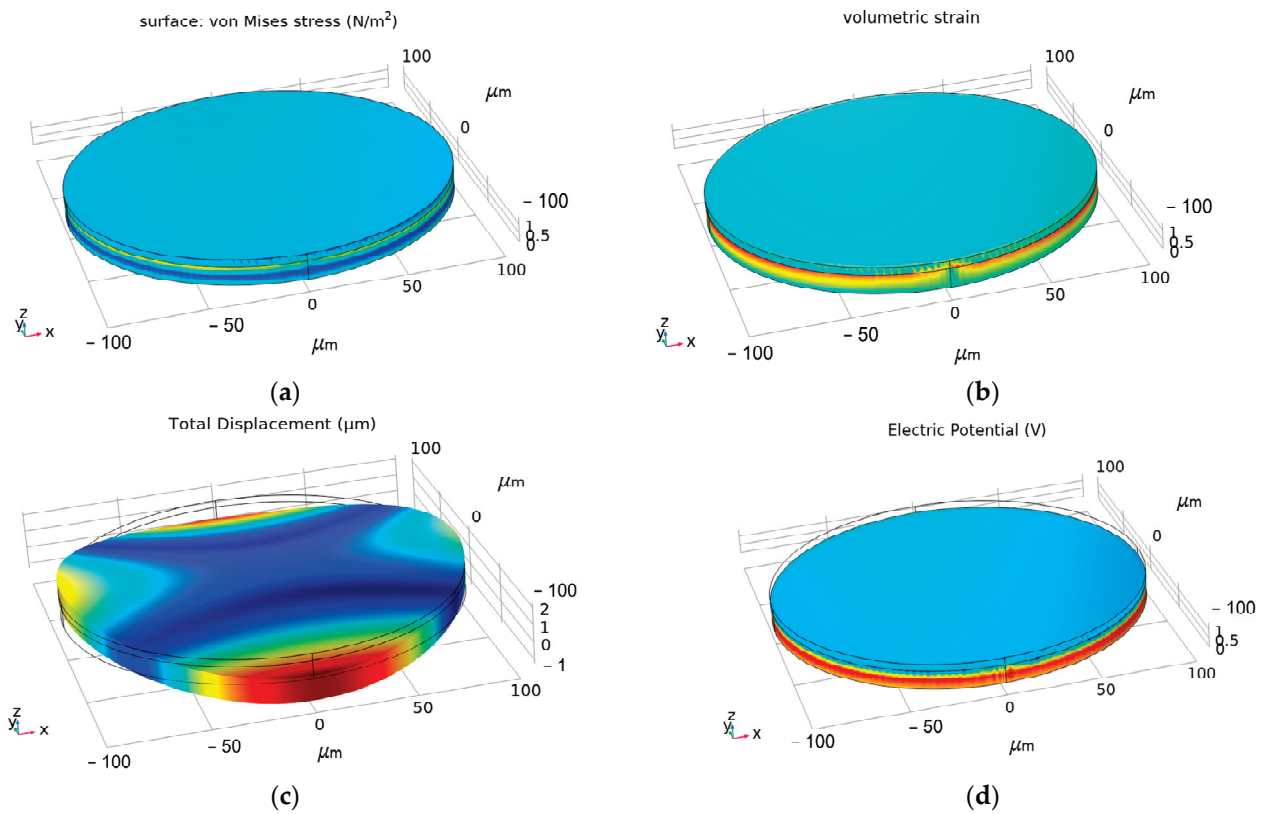 surface: von Mises stress (N/m²)
100
μm
0
– 100
1
0.5
0
100
50
0
– 50
– 100
μm
z
y
x
(a)
volumetric strain
100
μm
0
– 100
1
0.5
0
100
50
0
– 50
– 100
μm
z
y
x
(b)
Total Displacement (μm)
100
μm
0
– 100
2
1
0
– 1
100
50
0
– 50
– 100
μm
z
y
x
(c)
Electric Potential (V)
100
μm
0
– 100
1
0.5
0
100
50
0
– 50
– 100
μm
z
y
x
(d)